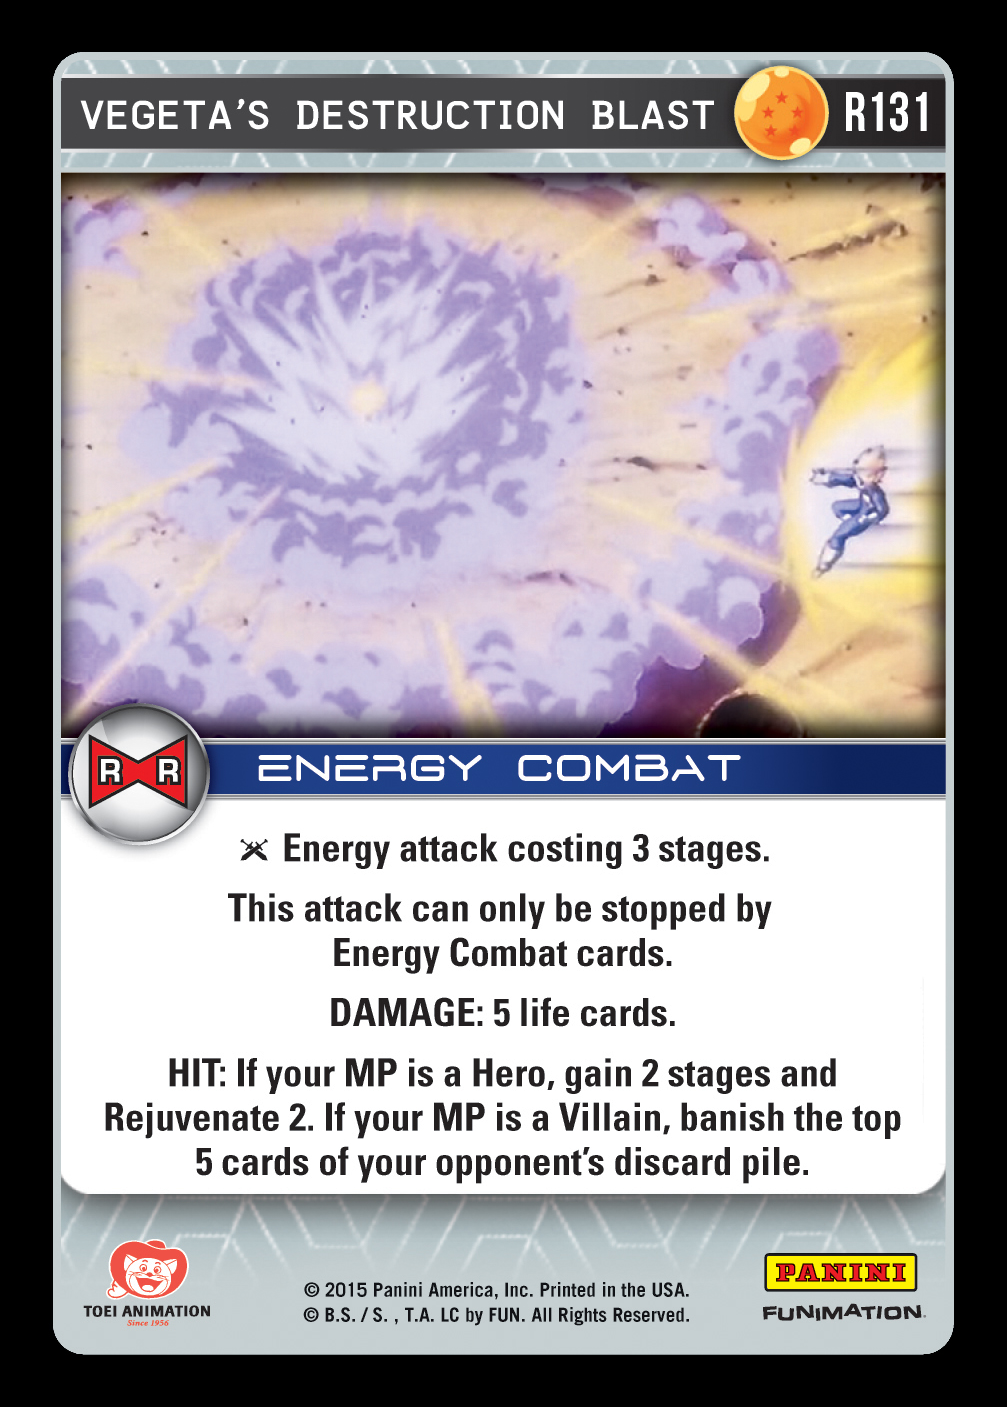 VEGETA'S DESTRUCTION BLAST R131
R R
ENERGY COMBAT
Energy attack costing 3 stages.
This attack can only be stopped by
Energy Combat cards.
DAMAGE: 5 life cards.
HIT: If your MP is a Hero, gain 2 stages and
Rejuvenate 2. If your MP is a Villain, banish the top
5 cards of your opponent's discard pile.
TOEI ANIMATION
Since 1956
© 2015 Panini America, Inc. Printed in the USA.
© B.S. / S. , T.A. LC by FUN. All Rights Reserved.
PANINI
FUNIMATION